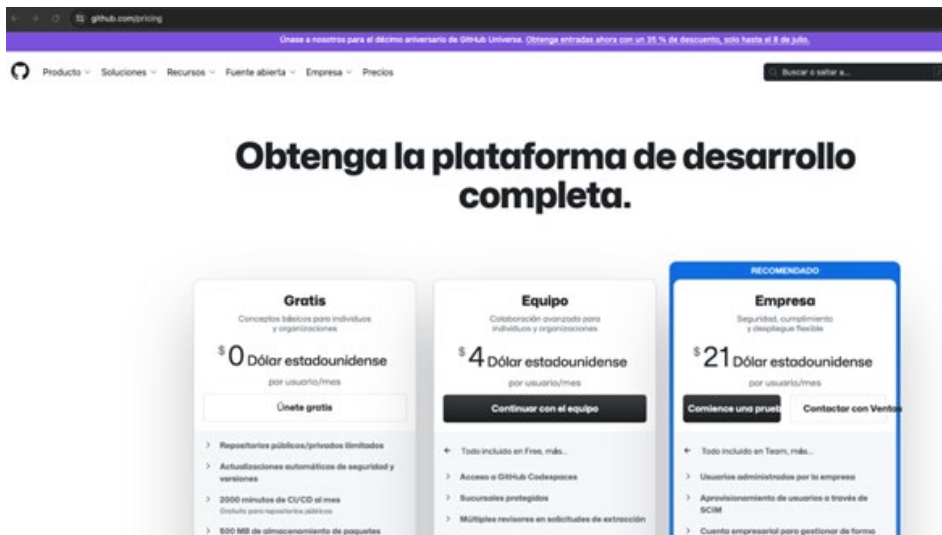 github.com/pricing
Únase a nosotros para el décimo aniversario de GitHub Universe. Obtenga entradas ahora con un 35 % de descuento, solo hasta el 8 de julio.
Producto Soluciones Recursos Fuente abierta Empresa Precios
Buscar o saltar a...
Obtenga la plataforma de desarrollo
completa.
Gratis
Conceptos básicos para individuos
y organizaciones
$0 Dólar estadounidense
por usuario/mes
Únete gratis
Repositorios públicos/privados ilimitados
Actualizaciones automáticas de seguridad y
versiones
2000 minutos de CI/CD al mes
Gratuito para repositorios públicos
500 MB de almacenamiento de paquetes
Equipo
Colaboración avanzada para
individuos y organizaciones
$4 Dólar estadounidense
por usuario/mes
Continuar con el equipo
Todo incluido en Free, más...
Acceso a GitHub Codespaces
Sucursales protegidas
Múltiples revisores en solicitudes de extracción
RECOMENDADO
Empresa
Seguridad, cumplimiento
y despliegue flexible
$21 Dólar estadounidense
por usuario/mes
Comience una prueb
Contactar con Ventas
Todo incluido en Team, más...
Usuarios administrados por la empresa
Aprovisionamiento de usuarios a través de
SCIM
Cuenta empresarial para gestionar de forma